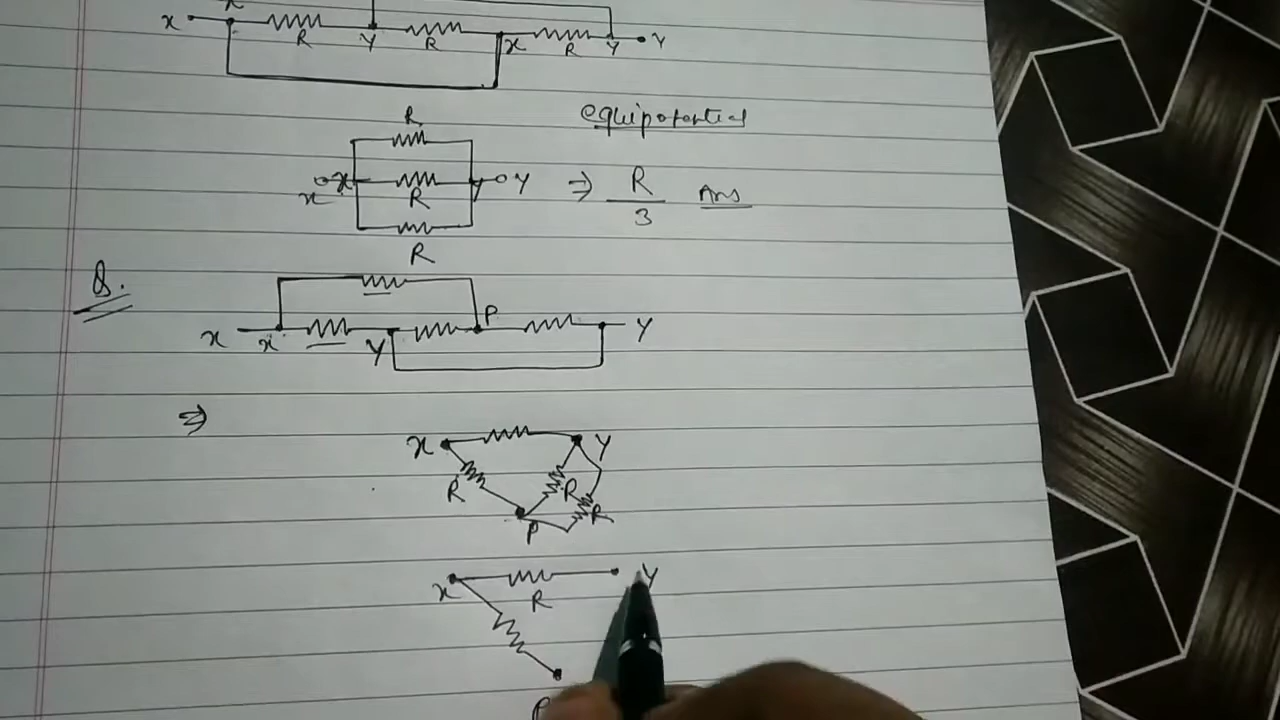 x
x R Y R x R Y Y
equipotential
R
x x R Y Y ⇒ R/3 Ans
R
Q.
x x Y P Y
⇒
x Y
R R R
P
x R Y
P